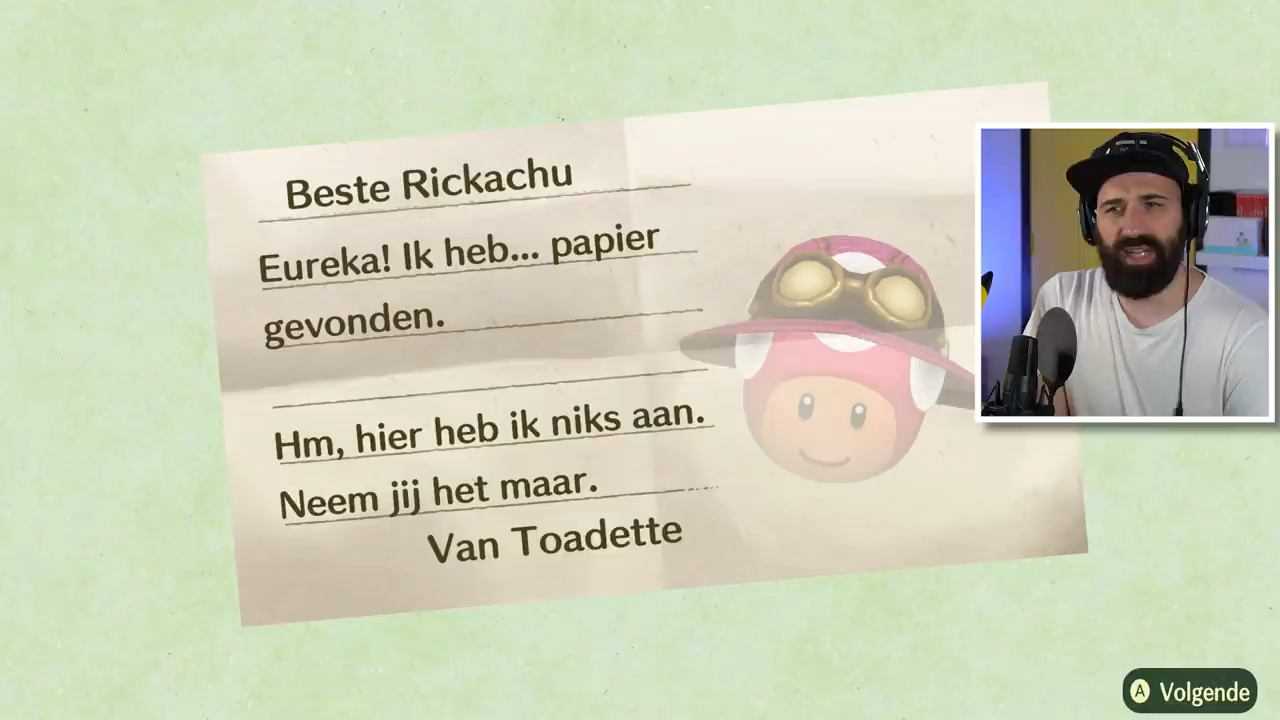 Beste Rickachu
Eureka! Ik heb... papier
gevonden.
Hm, hier heb ik niks aan.
Neem jij het maar.
Van Toadette
A Volgende